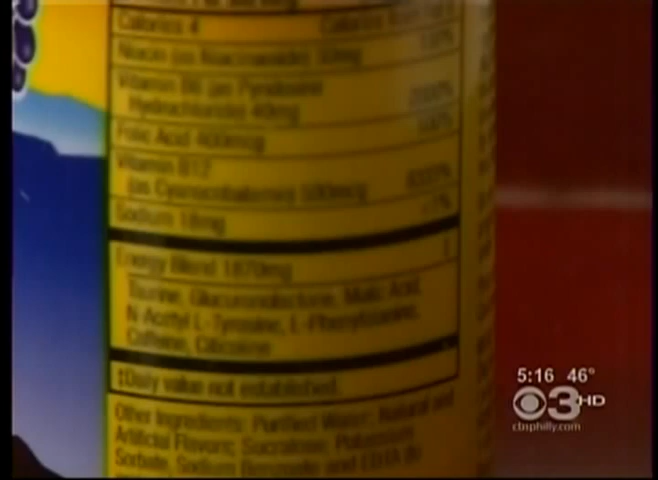 Calories 4
Niacin (as Niacinamide) 30mg
Vitamin B6 (as Pyridoxine
Hydrochloride) 40mg
Folic Acid 400mcg
Vitamin B12
(as Cyanocobalamin) 500mcg
Sodium 18mg
Energy Blend 1870mg
Taurine, Glucuronolactone, Malic Acid,
N-Acetyl L-Tyrosine, L-Phenylalanine,
Caffeine, Citicoline
‡Daily value not established.
Other Ingredients: Purified Water, Natural and
Artificial Flavors, Sucralose, Potassium
Sorbate, Sodium Benzoate and EDTA
5:16 46°
3 HD
cbsphilly.com